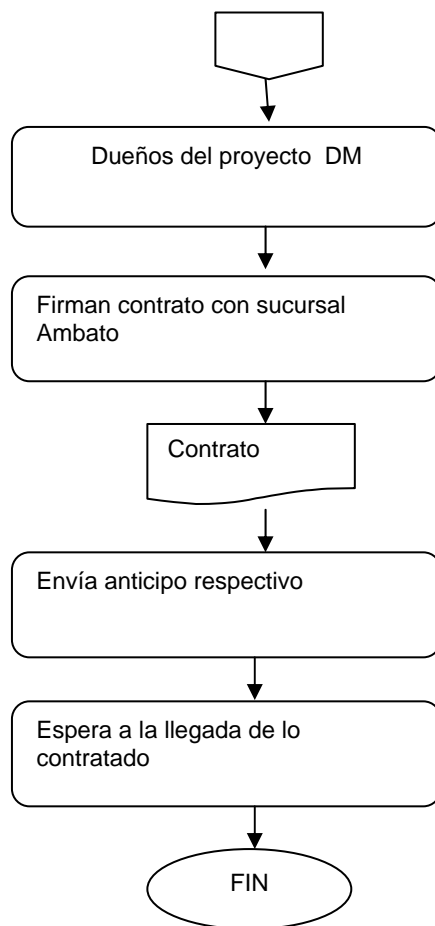 Dueños del proyecto  DM
Firman contrato con sucursal
Ambato
Contrato
Envía anticipo respectivo
Espera a la llegada de lo
contratado
FIN